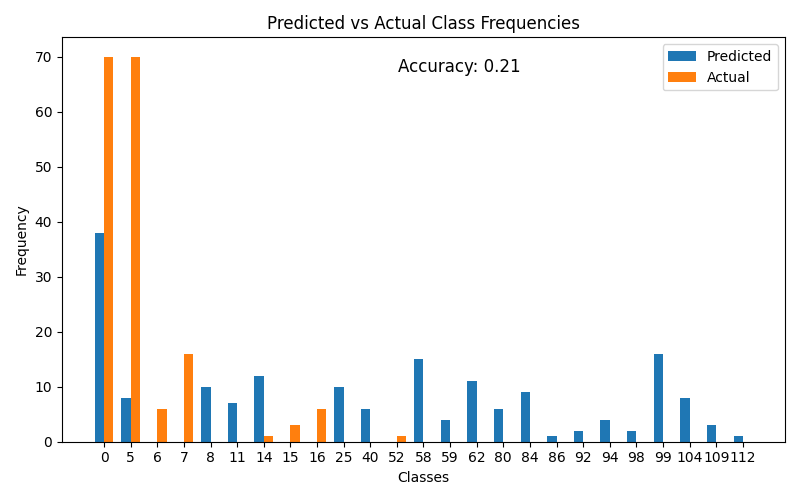 Predicted vs Actual Class Frequencies
Accuracy: 0.21
Predicted
Actual
Frequency
70
60
50
40
30
20
10
0
0 5 6 7 8 11 14 15 16 25 40 52 58 59 62 80 84 86 92 94 98 99 104 109 112
Classes